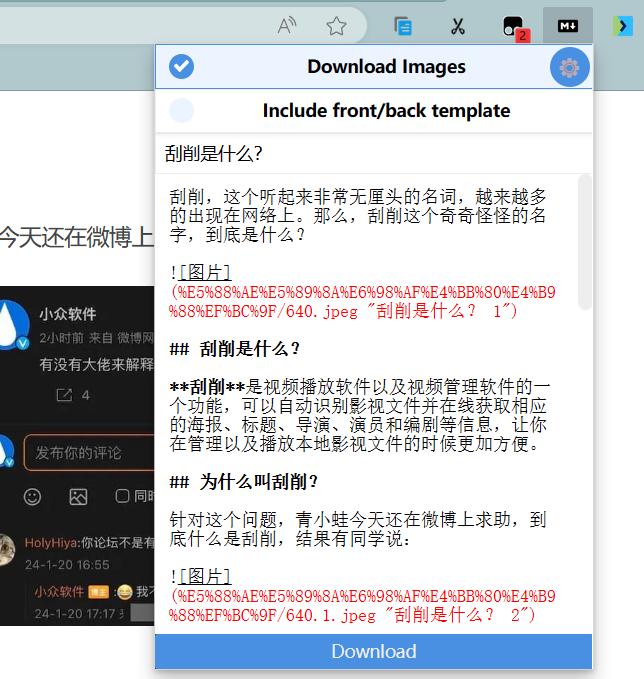 2
M↓
Download Images
Include front/back template
刮削是什么?
刮削，这个听起来非常无厘头的名词，越来越多
的出现在网络上。那么，刮削这个奇奇怪怪的名
字，到底是什么？
![图片]
(%E5%88%AE%E5%89%8A%E6%98%AF%E4%BB%80%E4%B9
%88%EF%BC%9F/640.jpeg "刮削是什么？ 1")
## 刮削是什么？
**刮削**是视频播放软件以及视频管理软件的一
个功能，可以自动识别影视文件并在线获取相应
的海报、标题、导演、演员和编剧等信息，让你
在管理以及播放本地影视文件的时候更加方便。
## 为什么叫刮削？
针对这个问题，青小蛙今天还在微博上求助，到
底什么是刮削，结果有同学说：
![图片]
(%E5%88%AE%E5%89%8A%E6%98%AF%E4%BB%80%E4%B9
%88%EF%BC%9F/640.1.jpeg "刮削是什么？ 2")
Download
今天还在微博上
小众软件
2小时前 来自 微博网
有没有大佬来解释
4
发布你的评论
同时
HolyHiya:你论坛不是有
24-1-20 16:55
小众软件 博主 :😂我不
24-1-20 17:17